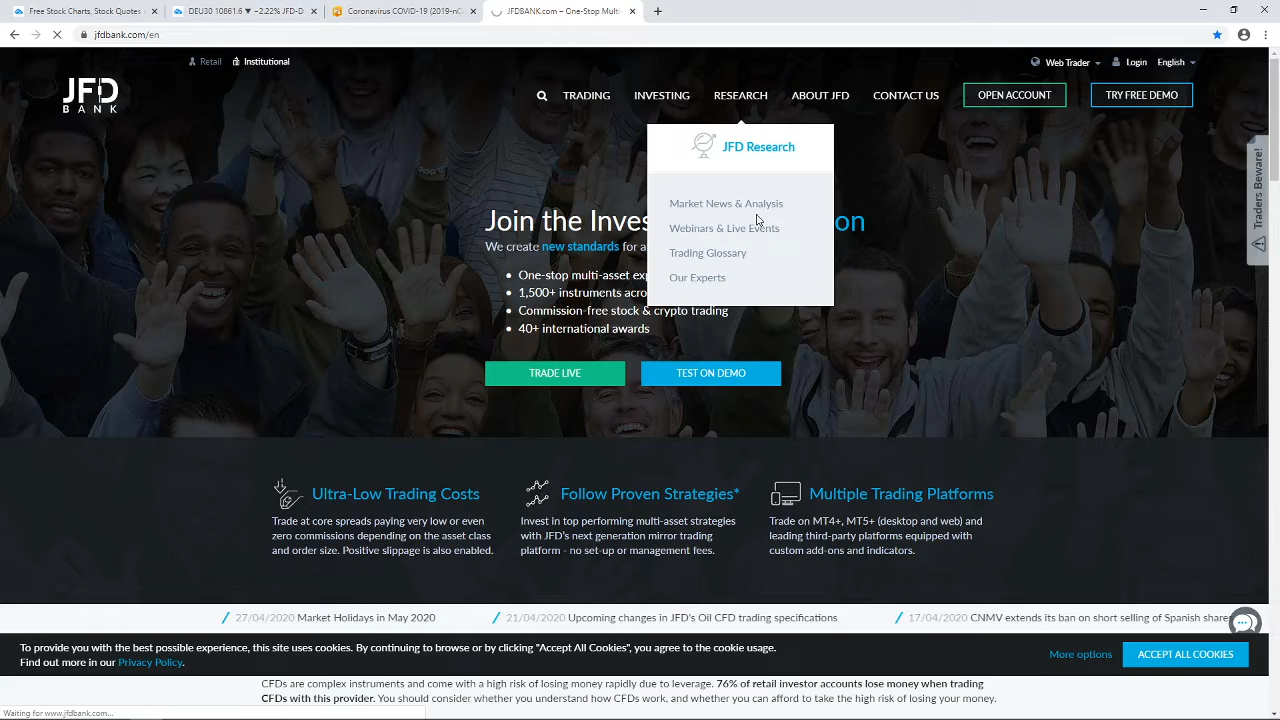 Free Stock Charts, Stock Quotes
DEU30 10861.6 ▼ −2.22% JFD-D
Coronavirus COVID-19 (2019-nC
JFDBANK.com – One-Stop Multi-
jfdbank.com/en
Retail
Institutional
Web Trader
Login
English
JFD
BANK
TRADING
INVESTING
RESEARCH
ABOUT JFD
CONTACT US
OPEN ACCOUNT
TRY FREE DEMO
JFD Research
Market News & Analysis
Webinars & Live Events
Trading Glossary
Our Experts
Traders Beware!
Join the Inves on
We create new standards for a
One-stop multi-asset exp
1,500+ instruments acro
Commission-free stock & crypto trading
40+ international awards
TRADE LIVE
TEST ON DEMO
Ultra-Low Trading Costs
Trade at core spreads paying very low or even
zero commissions depending on the asset class
and order size. Positive slippage is also enabled.
Follow Proven Strategies*
Invest in top performing multi-asset strategies
with JFD's next generation mirror trading
platform - no set-up or management fees.
Multiple Trading Platforms
Trade on MT4+, MT5+ (desktop and web) and
leading third-party platforms equipped with
custom add-ons and indicators.
27/04/2020 Market Holidays in May 2020
21/04/2020 Upcoming changes in JFD's Oil CFD trading specifications
17/04/2020 CNMV extends its ban on short selling of Spanish shares
To provide you with the best possible experience, this site uses cookies. By continuing to browse or by clicking "Accept All Cookies", you agree to the cookie usage.
Find out more in our Privacy Policy.
More options
ACCEPT ALL COOKIES
CFDs are complex instruments and come with a high risk of losing money rapidly due to leverage. 76% of retail investor accounts lose money when trading
CFDs with this provider. You should consider whether you understand how CFDs work, and whether you can afford to take the high risk of losing your money.
Waiting for www.jfdbank.com...